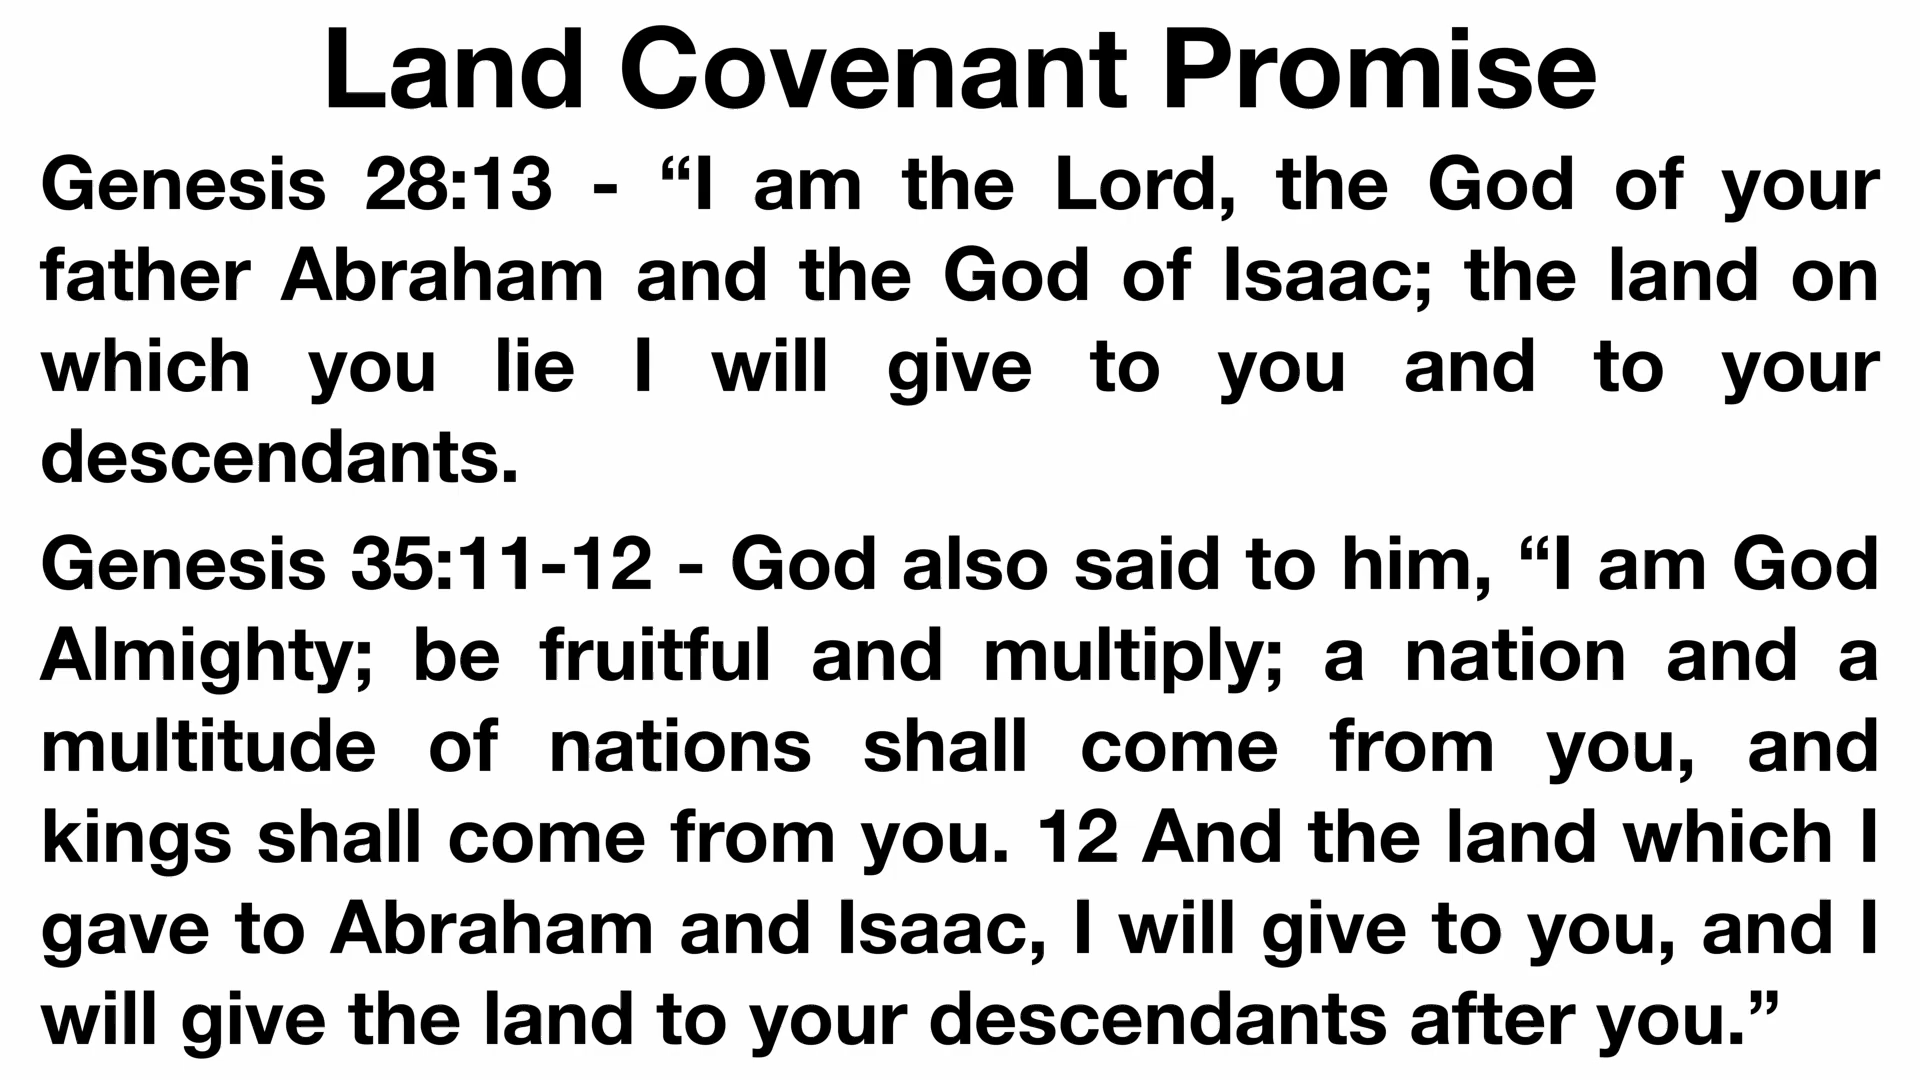 Land Covenant Promise
Genesis 28:13 - “I am the Lord, the God of your
father Abraham and the God of Isaac; the land on
which you lie I will give to you and to your
descendants.
Genesis 35:11-12 - God also said to him, “I am God
Almighty; be fruitful and multiply; a nation and a
multitude of nations shall come from you, and
kings shall come from you. 12 And the land which I
gave to Abraham and Isaac, I will give to you, and I
will give the land to your descendants after you.”